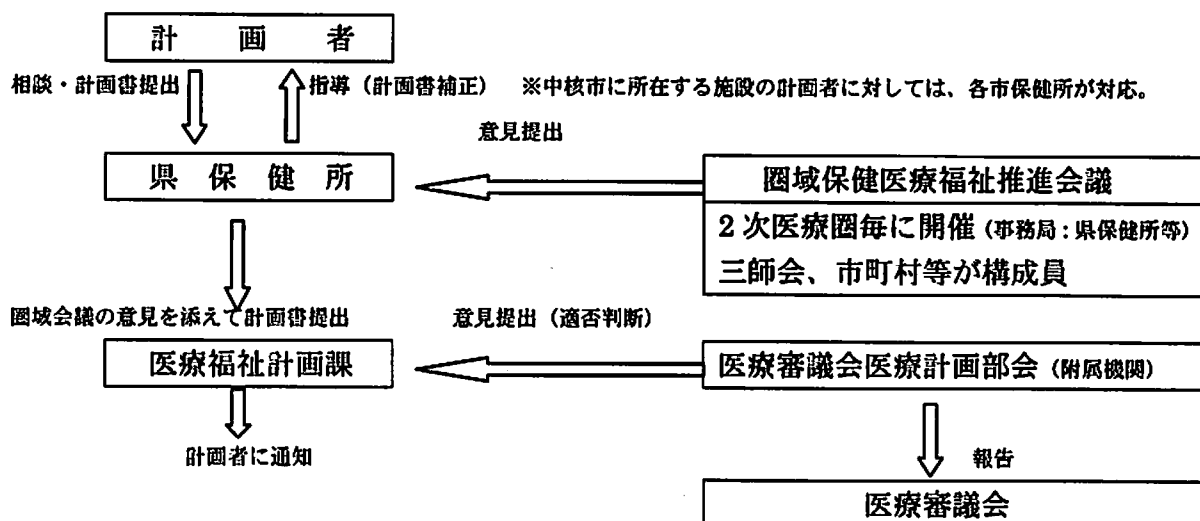 計画者
相談・計画書提出
指導（計画書補正）
※中核市に所在する施設の計画者に対しては、各市保健所が対応。
意見提出
県保健所
圏域保健医療福祉推進会議
2次医療圏毎に開催（事務局：県保健所等）
三師会、市町村等が構成員
圏域会議の意見を添えて計画書提出
意見提出（適否判断）
医療福祉計画課
医療審議会医療計画部会（附属機関）
計画者に通知
報告
医療審議会